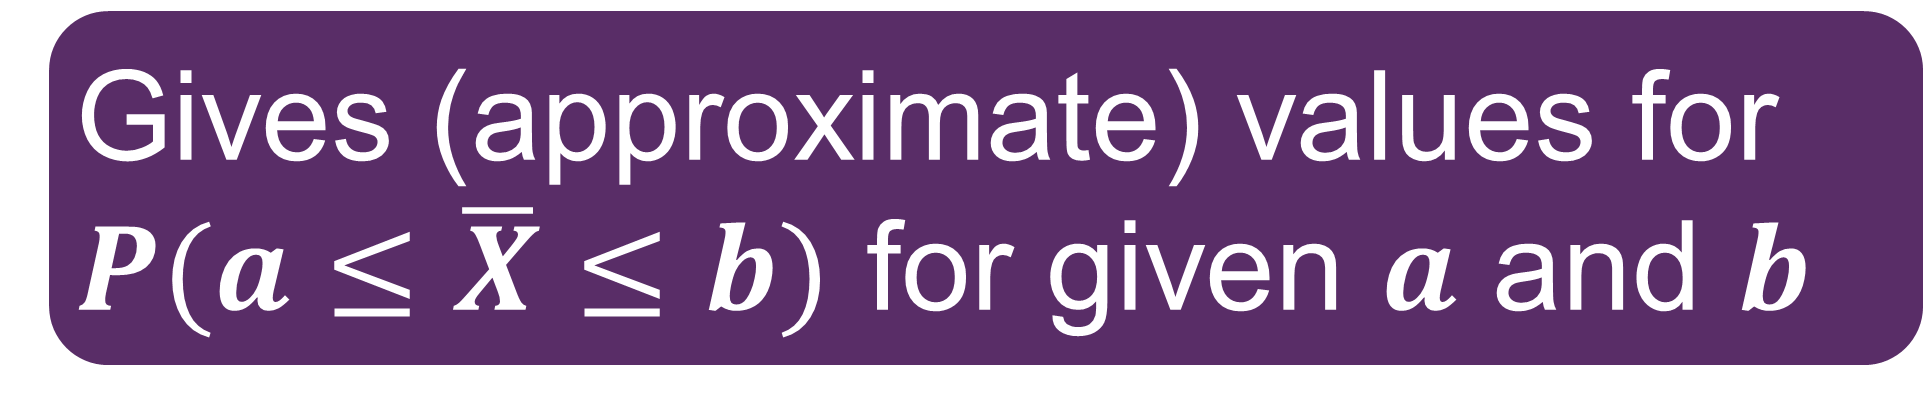 Gives (approximate) values for
P(a ≤ X̅ ≤ b) for given a and b